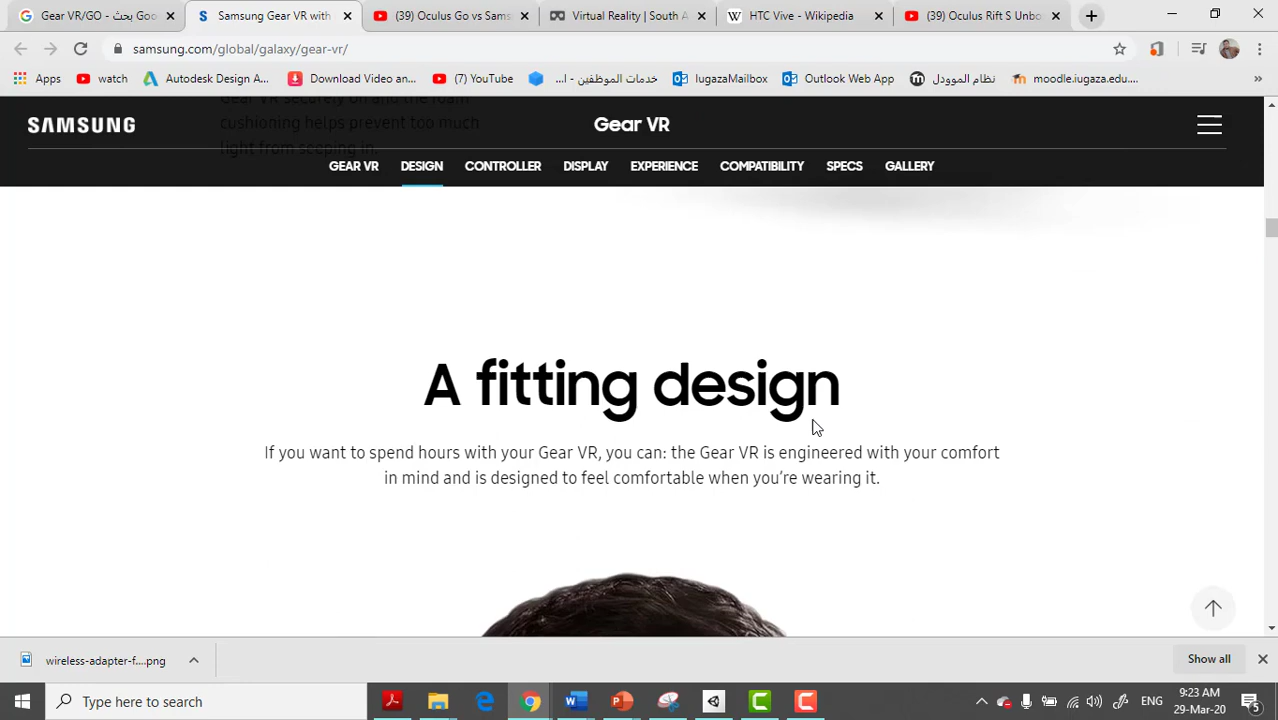 Gear VR/GO - بحث Goo
Samsung Gear VR with
(39) Oculus Go vs Sams
Virtual Reality | South A
HTC Vive - Wikipedia
(39) Oculus Rift S Unbo
samsung.com/global/galaxy/gear-vr/
Apps
watch
Autodesk Design A...
Download Video an...
(7) YouTube
خدمات الموظفين - ا...
IugazaMailbox
Outlook Web App
نظام الموودل
moodle.iugaza.edu....
Gear VR securely on and the foam
cushioning helps prevent too much
light from seeping in.
SAMSUNG
Gear VR
GEAR VR DESIGN CONTROLLER DISPLAY EXPERIENCE COMPATIBILITY SPECS GALLERY
A fitting design
If you want to spend hours with your Gear VR, you can: the Gear VR is engineered with your comfort
in mind and is designed to feel comfortable when you're wearing it.
wireless-adapter-f....png
Show all
Type here to search
ENG
9:23 AM
29-Mar-20
5